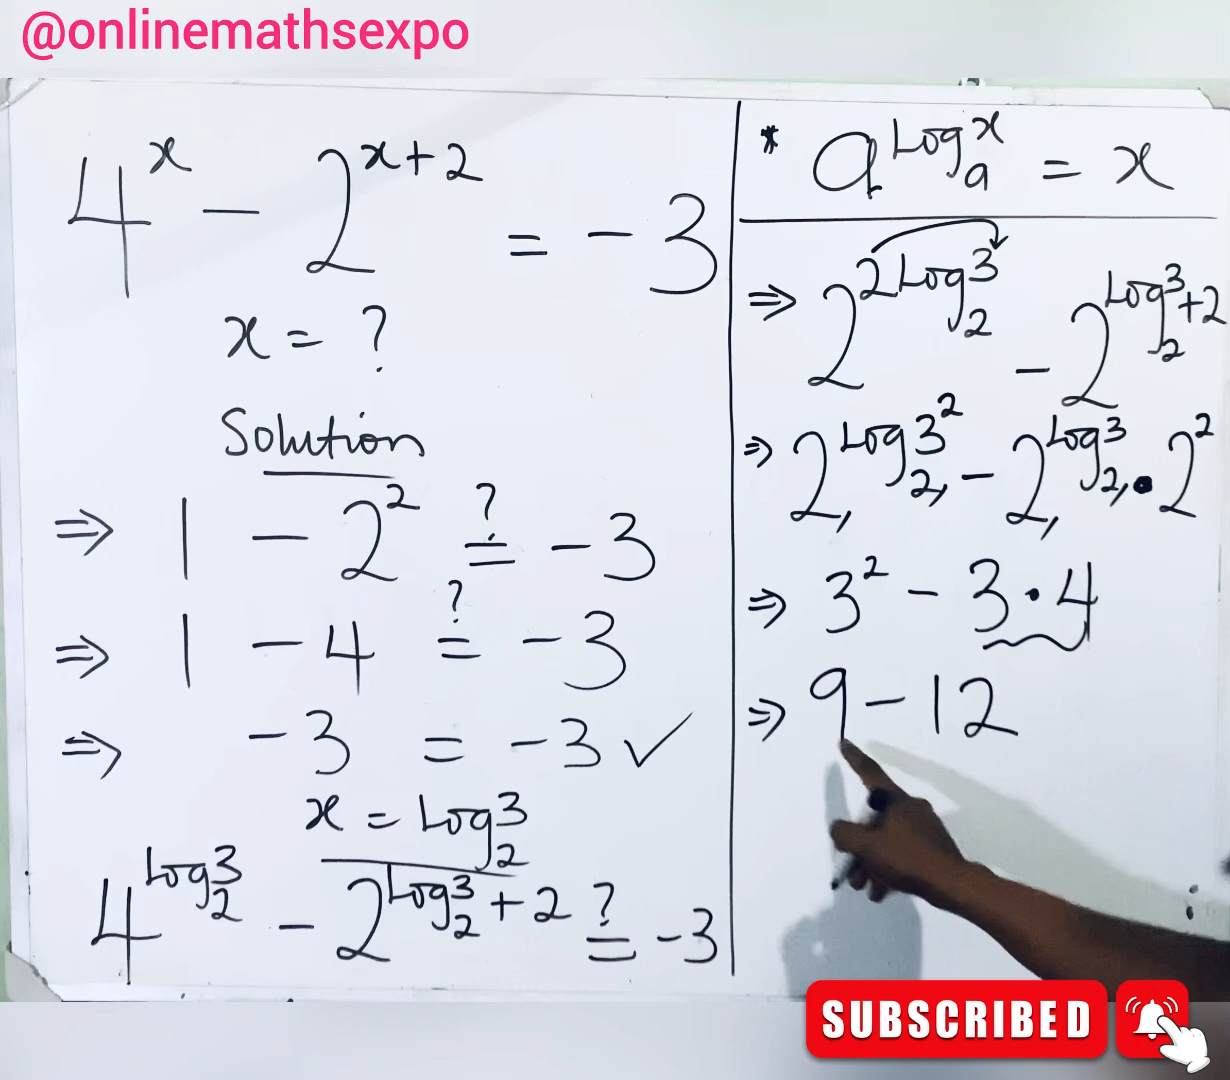 @onlinemathsexpo
4^x - 2^(x+2) = -3
x = ?
Solution
⇒ 1 - 2² ?= -3
⇒ 1 - 4 ?= -3
⇒ -3 = -3 ✓
x = Log₂3
4^(Log₂3) - 2^(Log₂3 + 2) ?= -3
* a^(Logₐx) = x
⇒ 2^(2Log₂3) - 2^(Log₂3 + 2)
⇒ 2^(Log₂3²) - 2^(Log₂3) • 2²
⇒ 3² - 3 · 4
⇒ 9 - 12
SUBSCRIBED